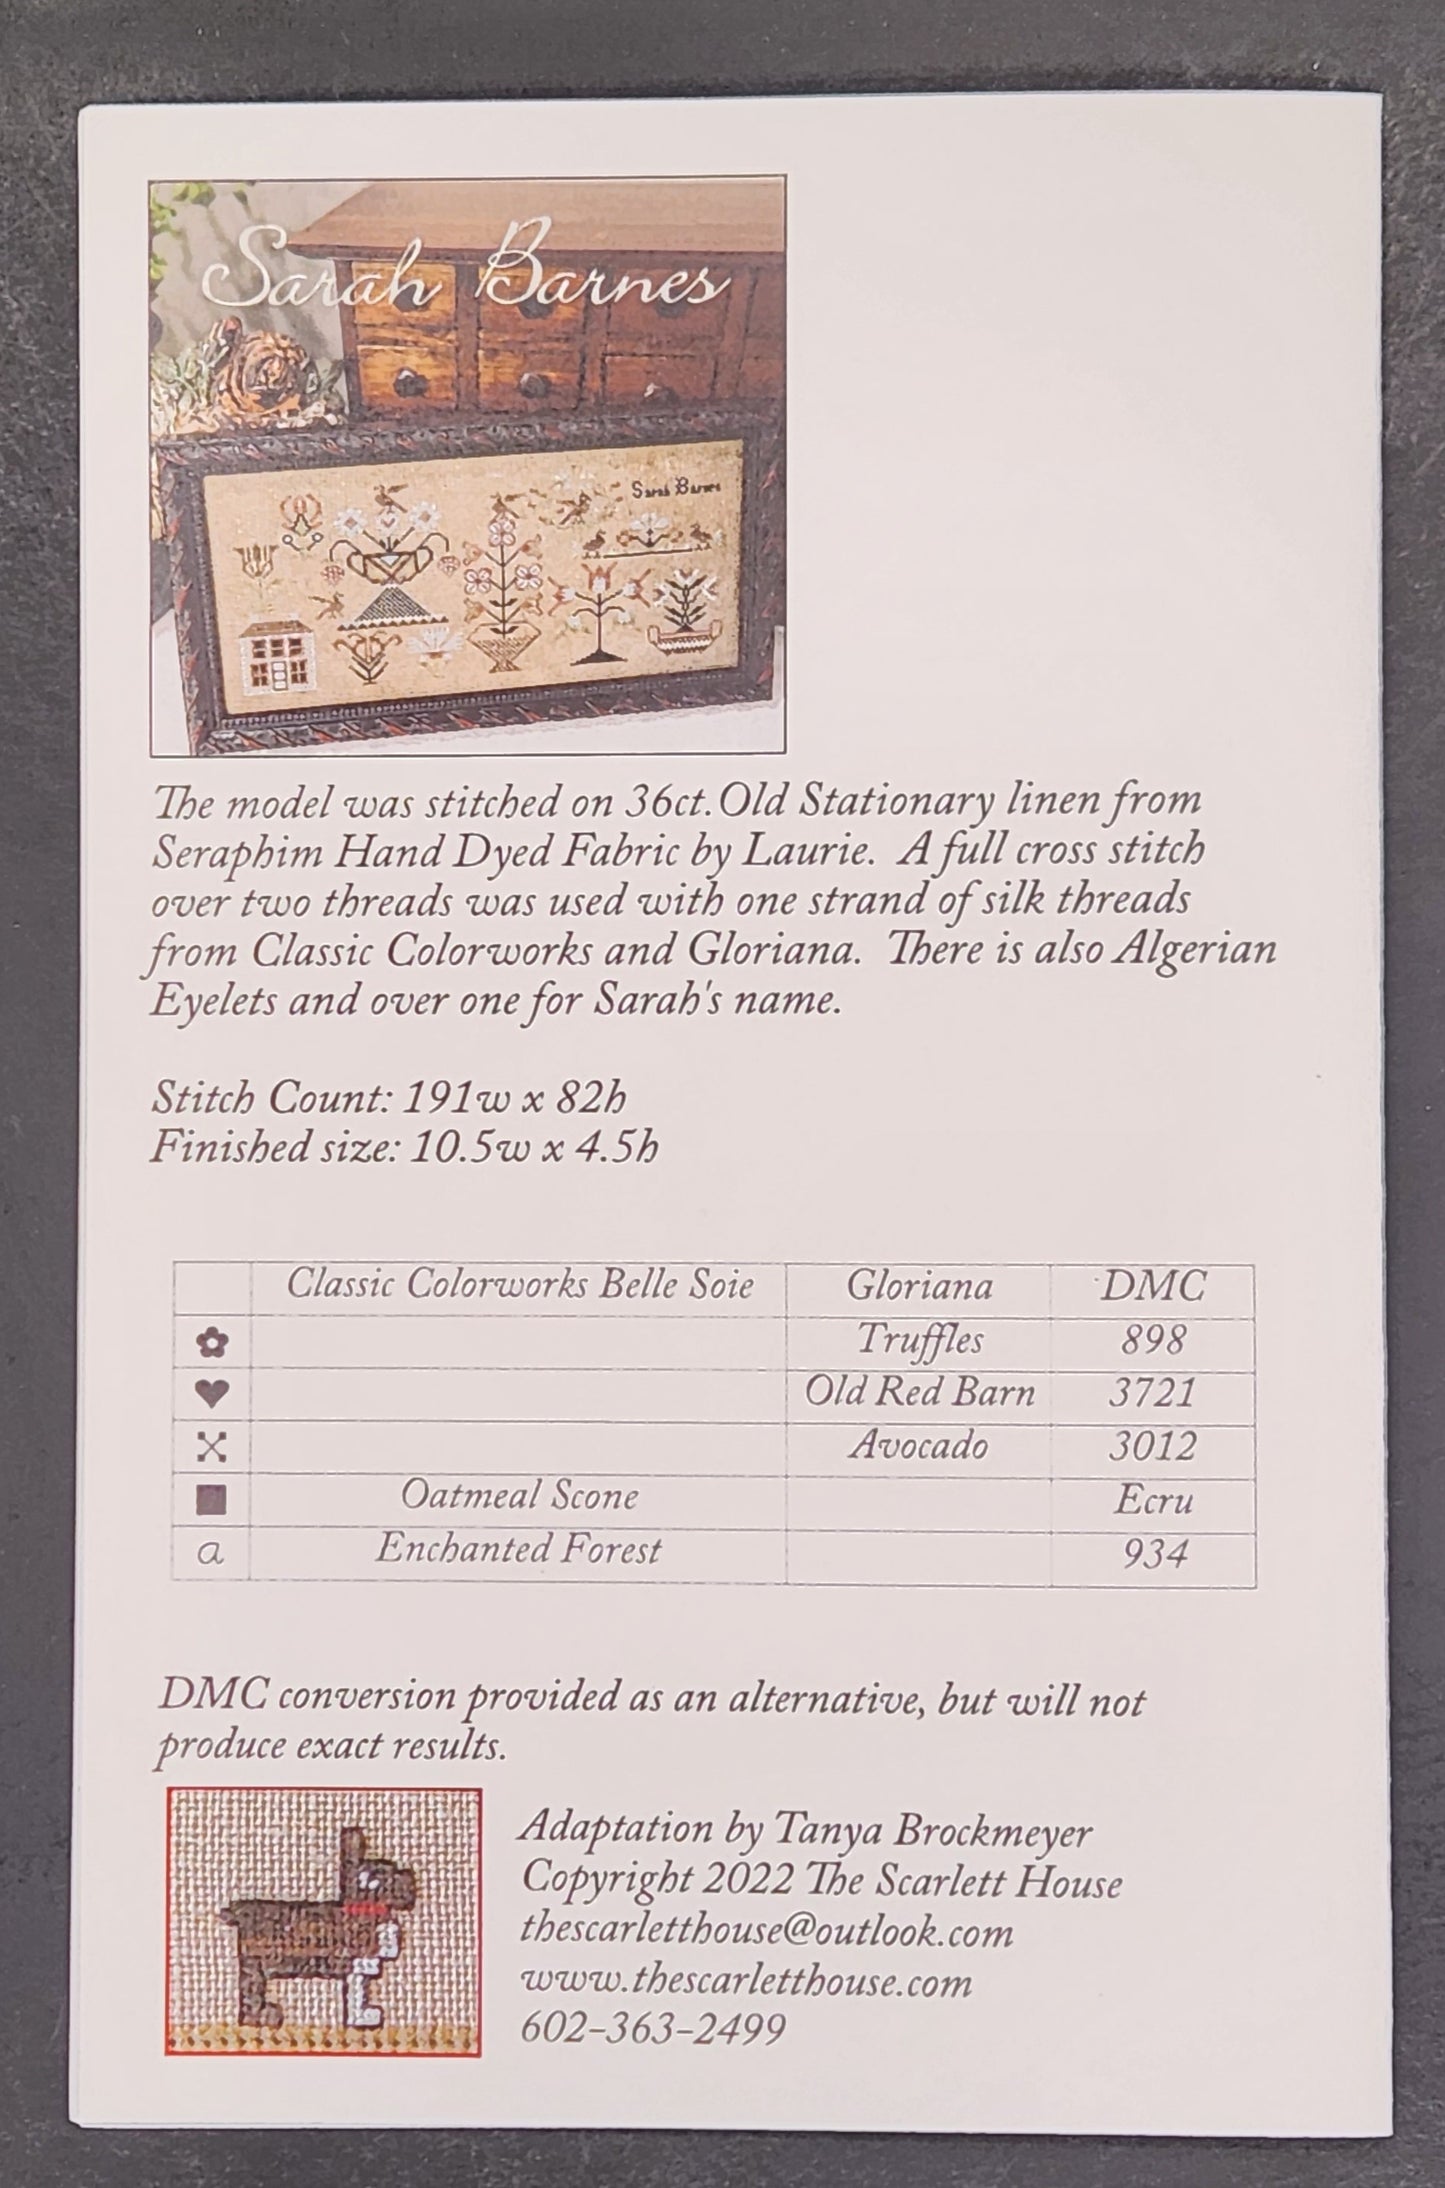 Sarah Barnes
Sarah Barnes
The model was stitched on 36ct. Old Stationary linen from
Seraphim Hand Dyed Fabric by Laurie.  A full cross stitch
over two threads was used with one strand of silk threads
from Classic Colorworks and Gloriana.  There is also Algerian
Eyelets and over one for Sarah's name.
Stitch Count: 191w x 82h
Finished size: 10.5w x 4.5h
Classic Colorworks Belle Soie Gloriana DMC
Truffles 898
Old Red Barn 3721
Avocado 3012
Oatmeal Scone Ecru
a Enchanted Forest 934
DMC conversion provided as an alternative, but will not
produce exact results.
Adaptation by Tanya Brockmeyer
Copyright 2022 The Scarlett House
thescarletthouse@outlook.com
www.thescarletthouse.com
602-363-2499